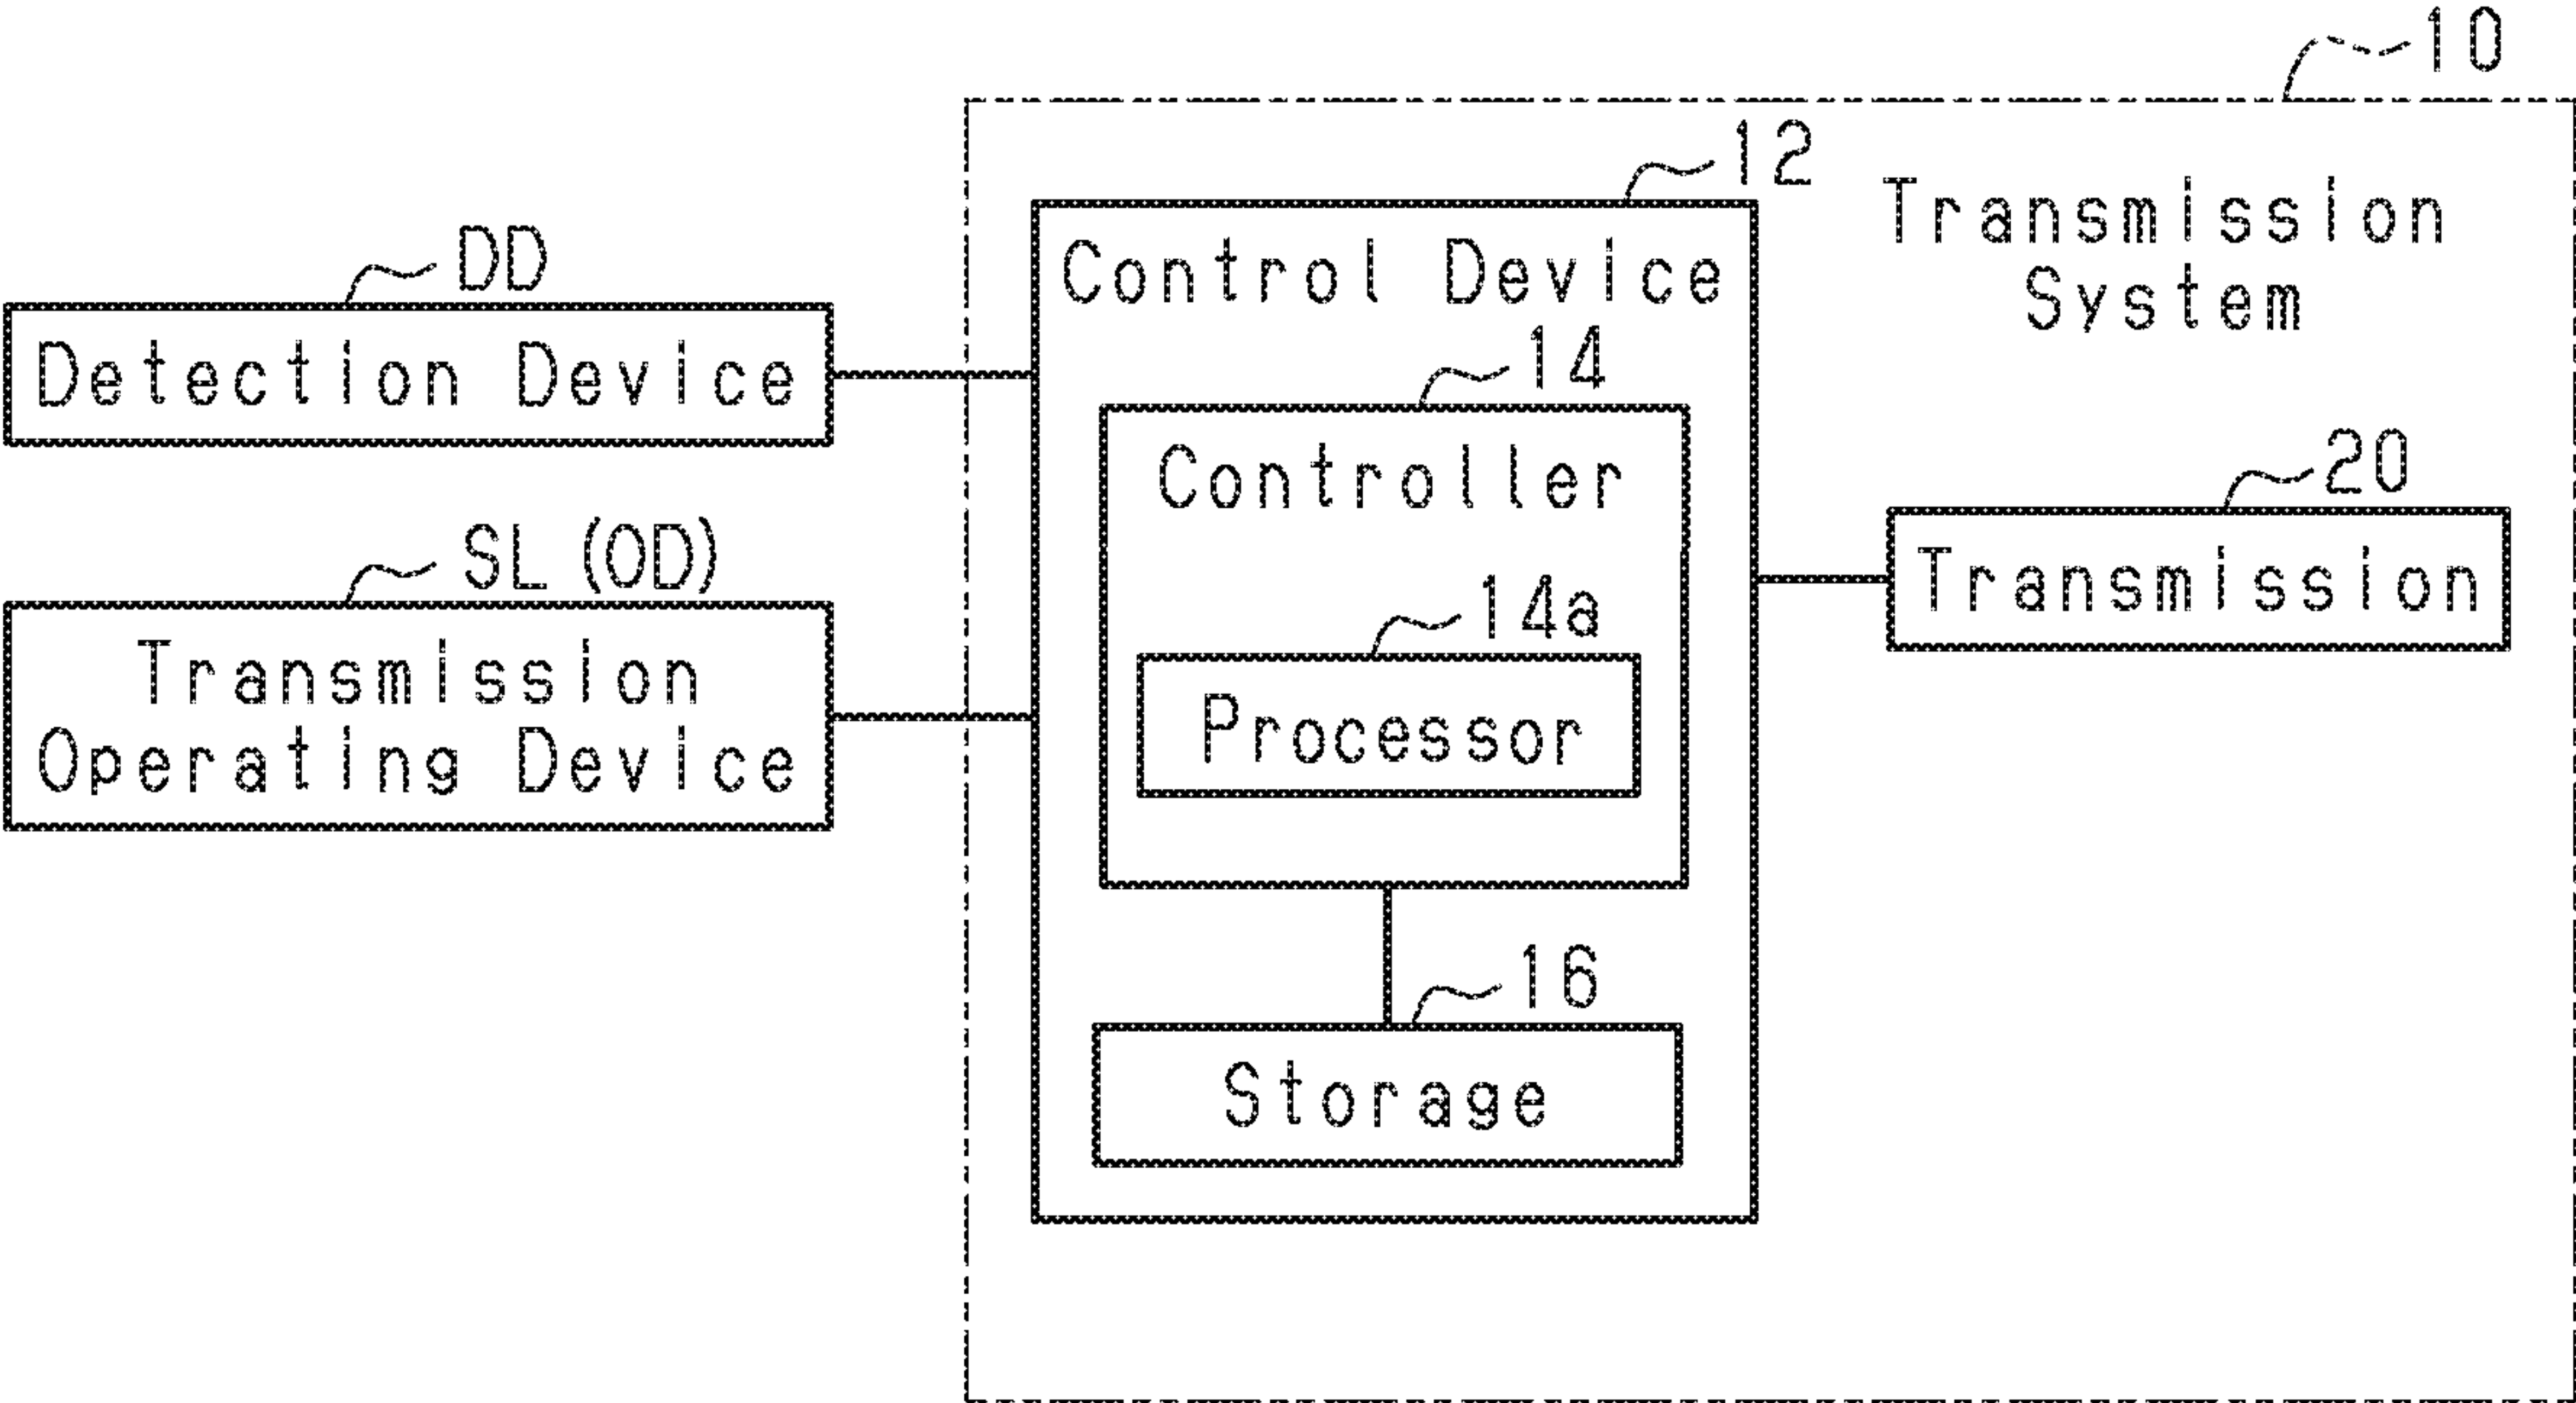 10
12
Transmission
System
Control Device
DD
Detection Device
14
Controller
20
Transmission
SL (OD)
Transmission
Operating Device
14a
Processor
16
Storage